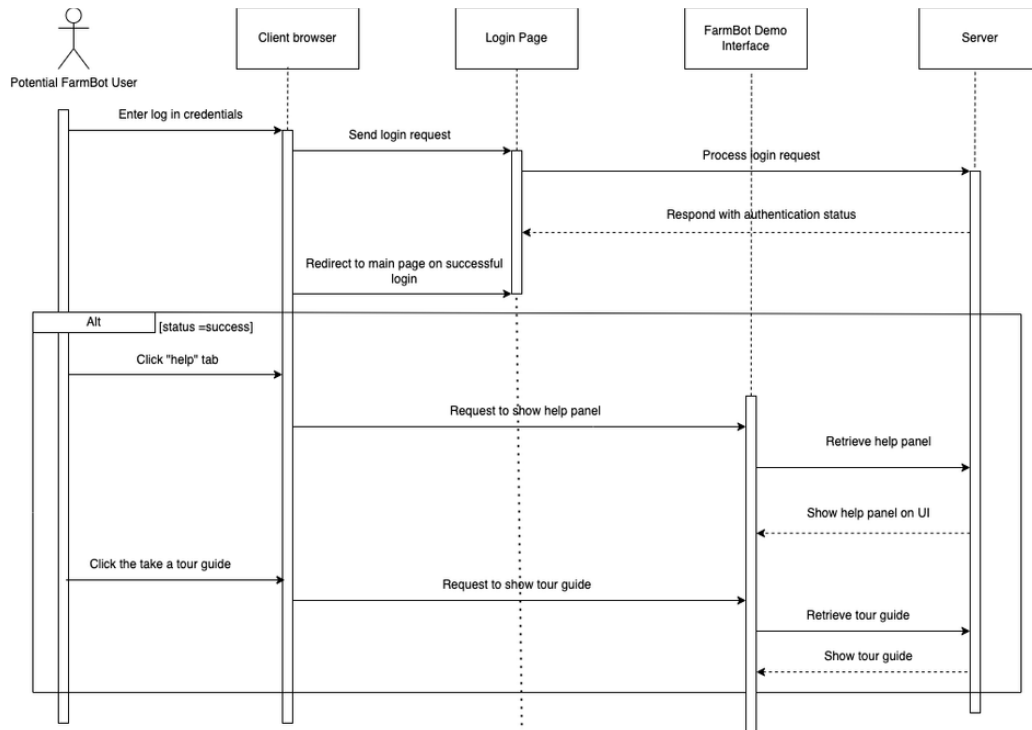 Potential FarmBot User
Client browser
Login Page
FarmBot Demo
Interface
Server
Enter log in credentials
Send login request
Process login request
Respond with authentication status
Redirect to main page on successful
login
Alt
[status =success]
Click "help" tab
Request to show help panel
Retrieve help panel
Show help panel on UI
Click the take a tour guide
Request to show tour guide
Retrieve tour guide
Show tour guide